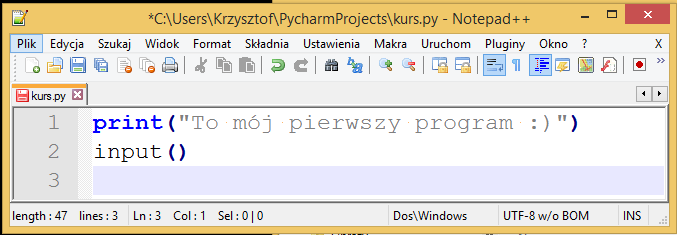 *C:\Users\Krzysztof\PycharmProjects\kurs.py - Notepad++
Plik Edycja Szukaj Widok Format Składnia Ustawienia Makra Uruchom Pluginy Okno ? X
kurs.py
1 print("To mój pierwszy program :)")
2 input()
3
length : 47 lines : 3 Ln : 3 Col : 1 Sel : 0 | 0 Dos\Windows UTF-8 w/o BOM INS